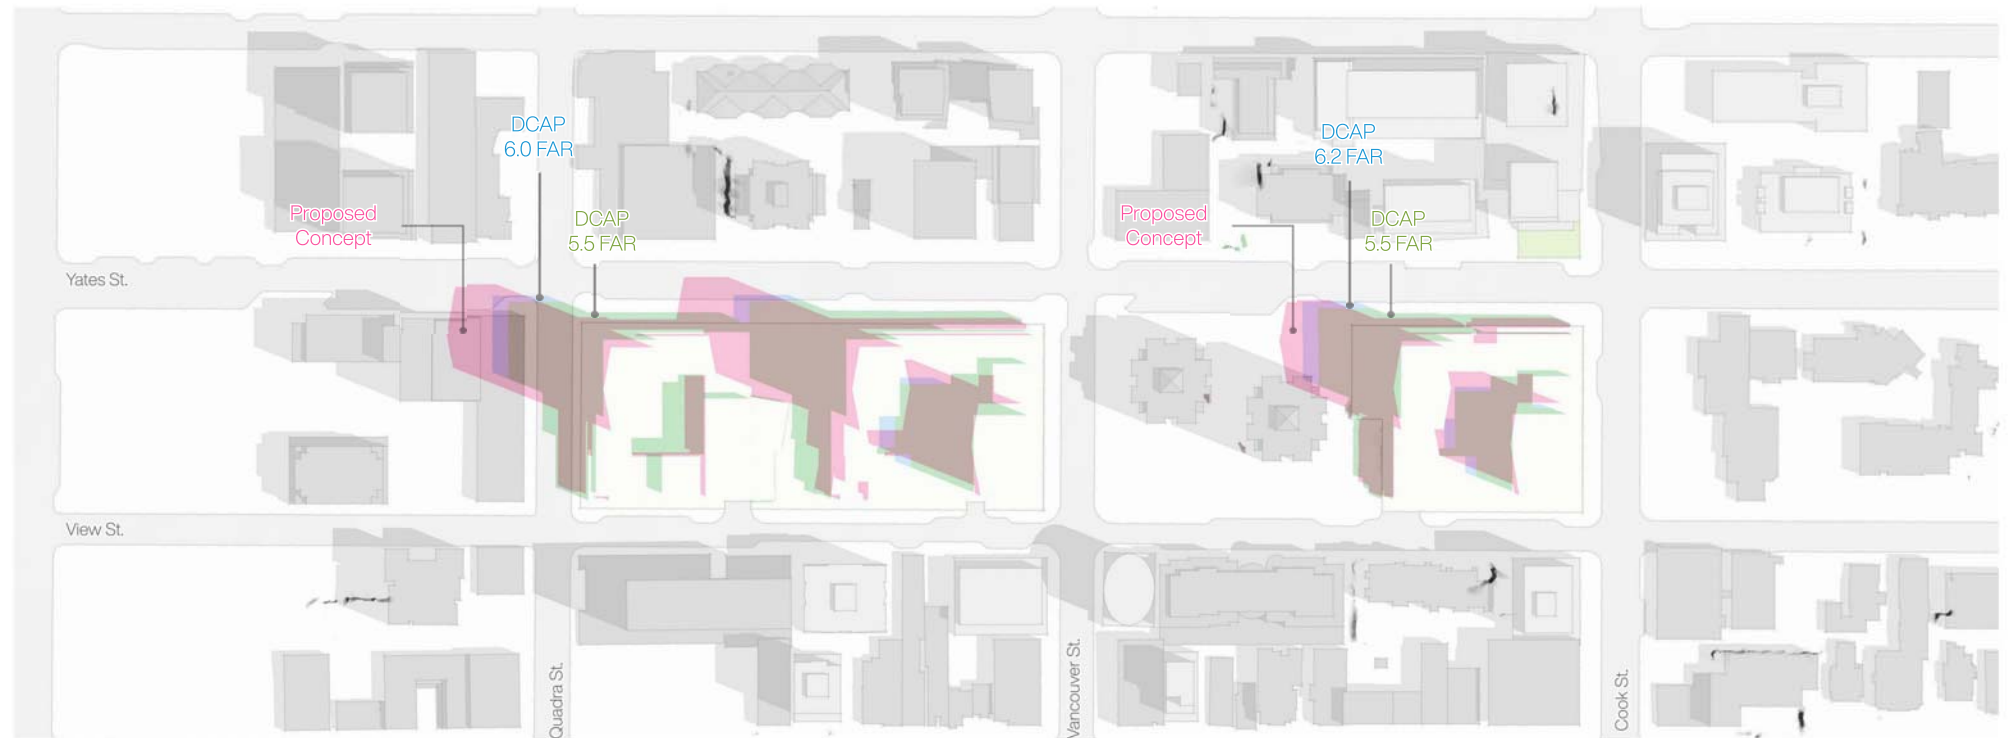 DCAP
6.0 FAR
DCAP
6.2 FAR
Proposed
Concept
DCAP
5.5 FAR
Proposed
Concept
DCAP
5.5 FAR
Yates St.
View St.
Quadra St.
Vancouver St.
Cook St.